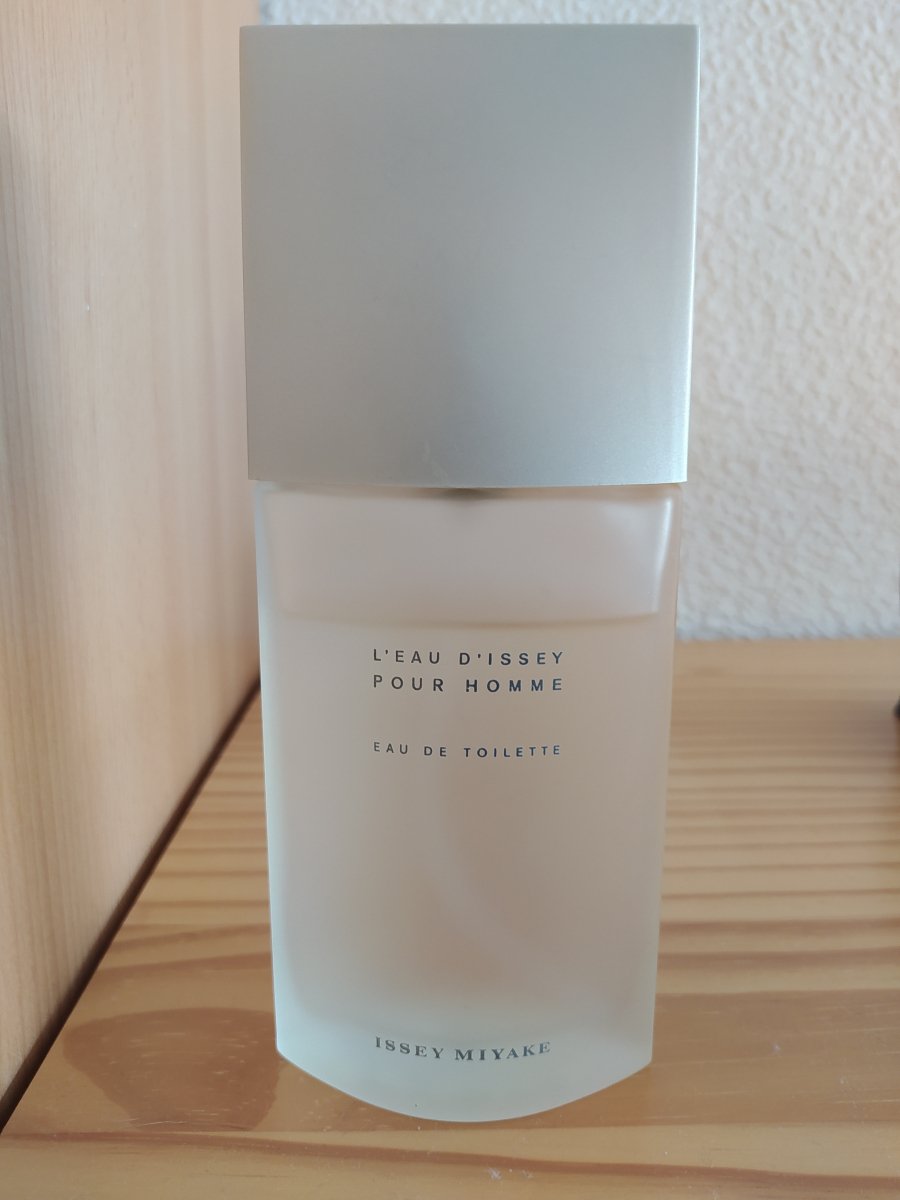 L'EAU D'ISSEY
POUR HOMME
EAU DE TOILETTE
ISSEY MIYAKE